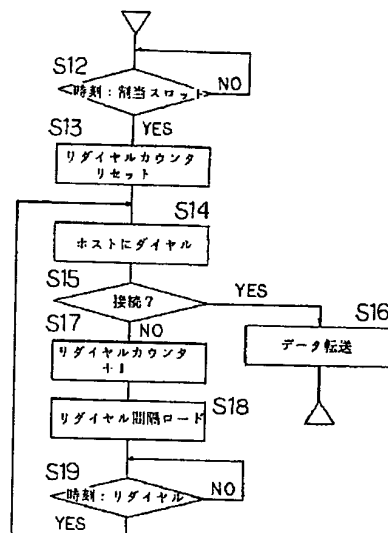 S12
時刻:割当スロット
NO
S13
YES
リダイヤルカウンタ
リセット
S14
ホストにダイヤル
S15
接続?
YES
S16
データ転送
S17
NO
リダイヤルカウンタ
+1
S18
リダイヤル間隔ロード
S19
時刻:リダイヤル
NO
YES